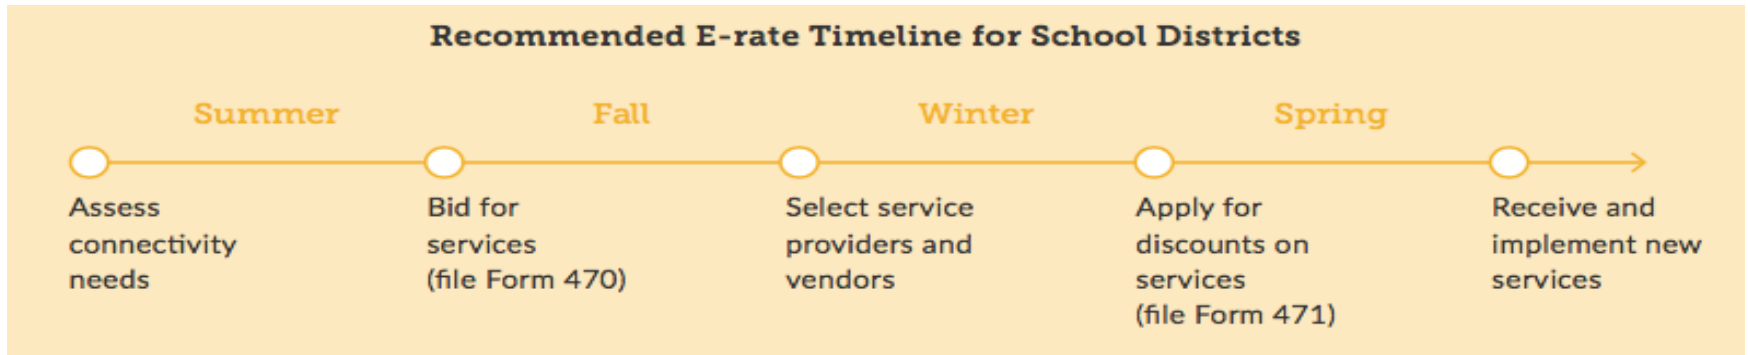 Recommended E-rate Timeline for School Districts
Summer Fall Winter Spring
Assess
connectivity
needs
Bid for
services
(file Form 470)
Select service
providers and
vendors
Apply for
discounts on
services
(file Form 471)
Receive and
implement new
services